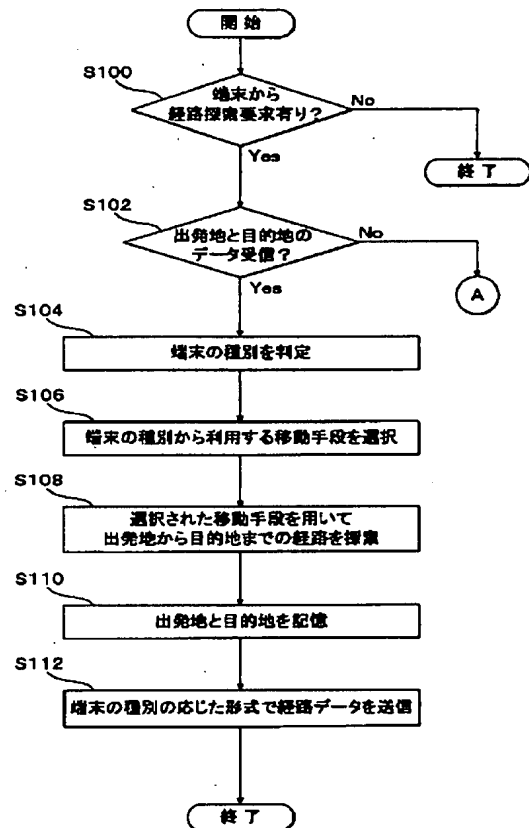 開 始
S100
端末から
経路探索要求有り？
No
Yes
終 了
S102
出発地と目的地の
データ受信？
No
Yes
A
S104
端末の種別を判定
S106
端末の種別から利用する移動手段を選択
S108
選択された移動手段を用いて
出発地から目的地までの経路を探索
S110
出発地と目的地を記憶
S112
端末の種別の応じた形式で経路データを送信
終 了